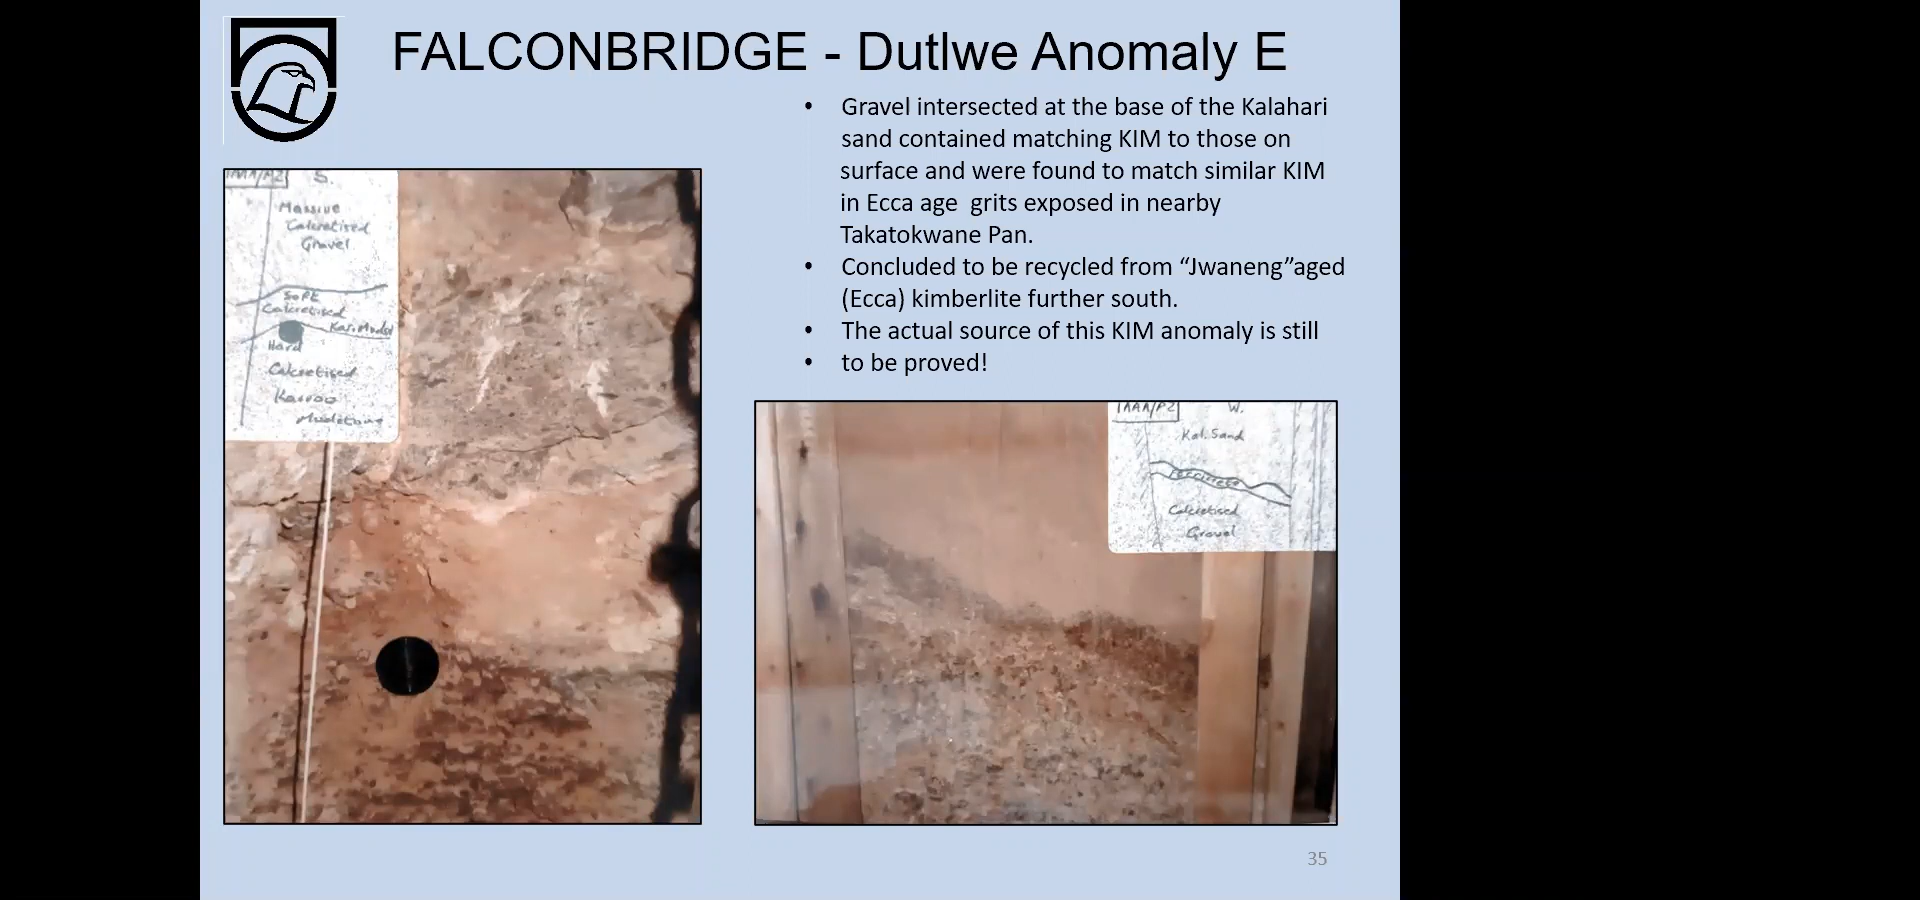 FALCONBRIDGE - Dutlwe Anomaly E
• Gravel intersected at the base of the Kalahari
sand contained matching KIM to those on
surface and were found to match similar KIM
in Ecca age  grits exposed in nearby
Takatokwane Pan.
• Concluded to be recycled from “Jwaneng”aged
(Ecca) kimberlite further south.
• The actual source of this KIM anomaly is still
• to be proved!
S.
Massive
Calcretised
Gravel
Soft
Calcretised
Kar. Mudst
Hard
Calcretised
Karroo
Mudstone
W.
Kal. Sand
Ferricrete
Calcretised
Gravel
35